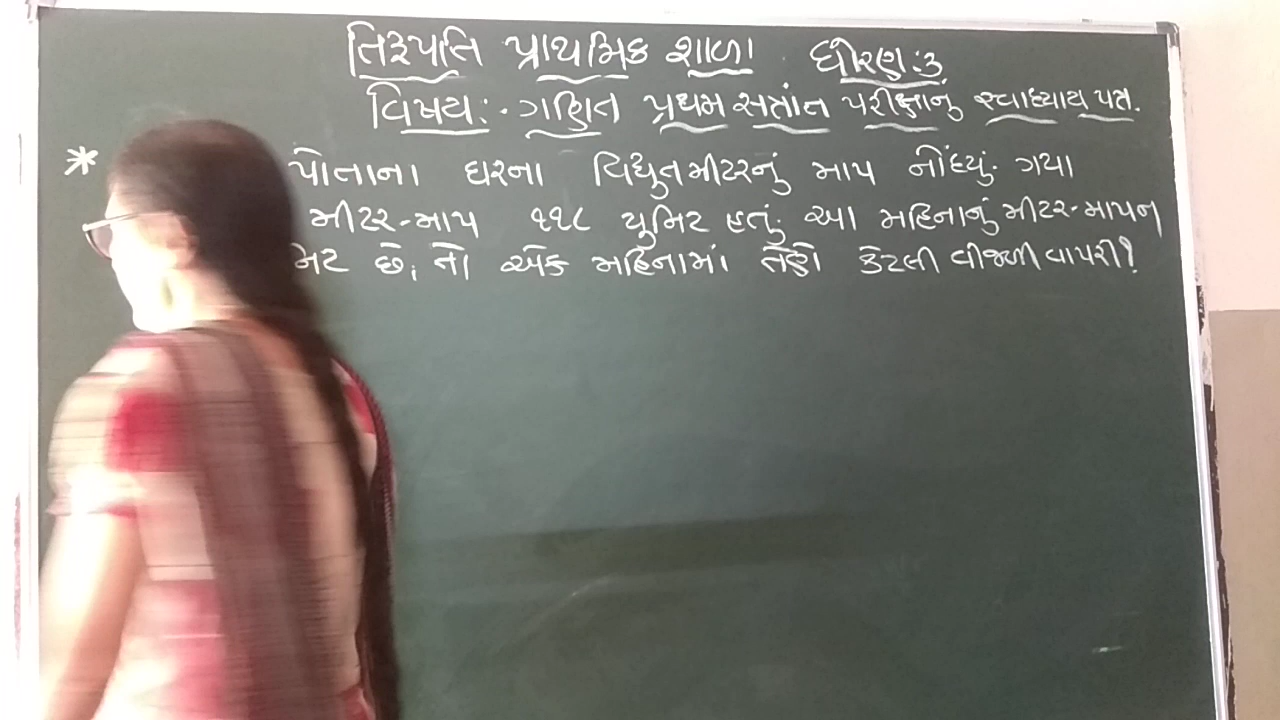 તિરૂપતિ પ્રાથમિક શાળા ધોરણ:૩
વિષય:- ગણિત પ્રથમ સત્રાંત પરીક્ષાનું સ્વાધ્યાય પત્ર.
* પોતાના ઘરના વિદ્યુતમીટરનું માપ નોંધ્યું. ગયા
મીટર-માપ ૧૧૮ યુનિટ હતું. આ મહિનાનું મીટર-માપન
નિટ છે, તો એક મહિનામાં તેણે કેટલી વીજળી વાપરી?